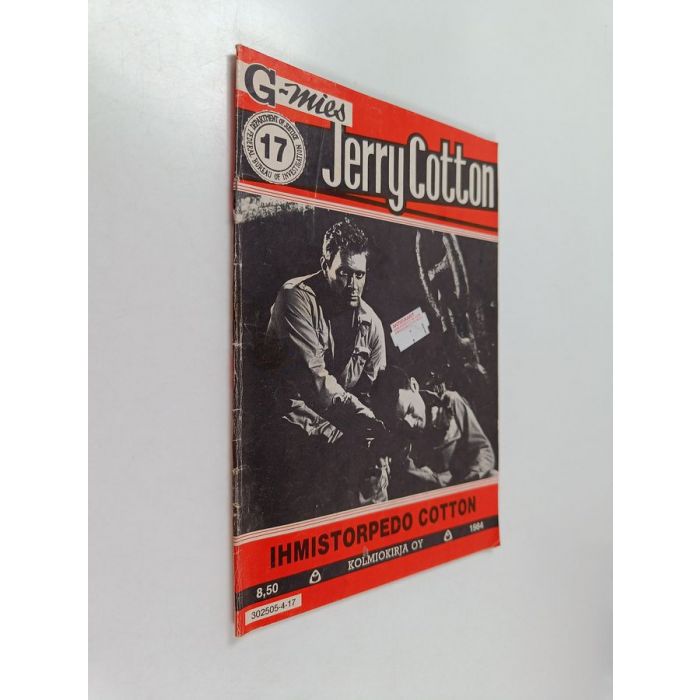 G-mies
DEPARTMENT OF JUSTICE
17
FEDERAL BUREAU OF INVESTIGATION
Jerry Cotton
IHMISTORPEDO COTTON
8,50 KOLMIOKIRJA OY 1984
302505-4-17